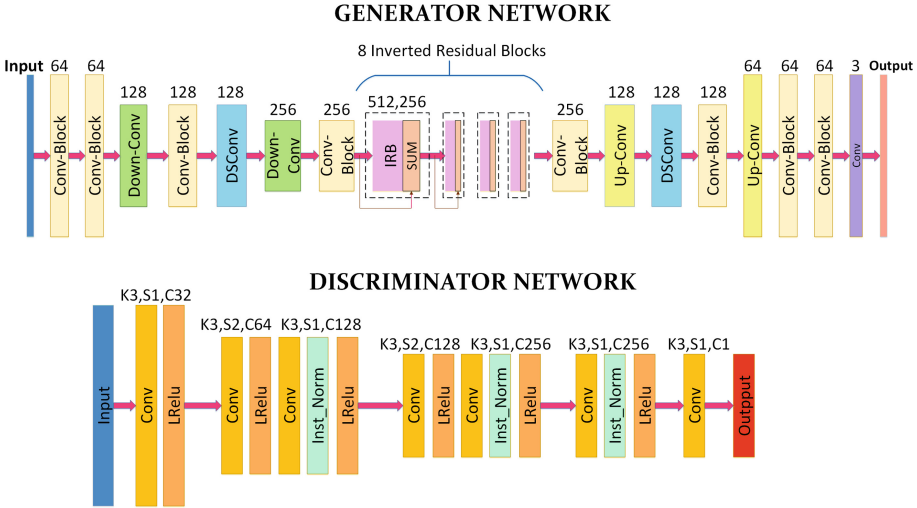 GENERATOR NETWORK
8 Inverted Residual Blocks
Input
64
64
128
128
128
256
256
512,256
256
128
128
128
64
64
64
3
Output
Conv-Block
Conv-Block
Down-Conv
Conv-Block
DSConv
Down-
Conv
Conv-
Block
IRB
SUM
Conv-
Block
Up-Conv
DSConv
Conv-Block
Up-Conv
Conv-Block
Conv-Block
Conv
DISCRIMINATOR NETWORK
K3,S1,C32
K3,S2,C64
K3,S1,C128
K3,S2,C128
K3,S1,C256
K3,S1,C256
K3,S1,C1
Input
Conv
LRelu
Conv
LRelu
Conv
Inst_Norm
LRelu
Conv
LRelu
Conv
Inst_Norm
LRelu
Conv
Inst_Norm
LRelu
Conv
Outpput